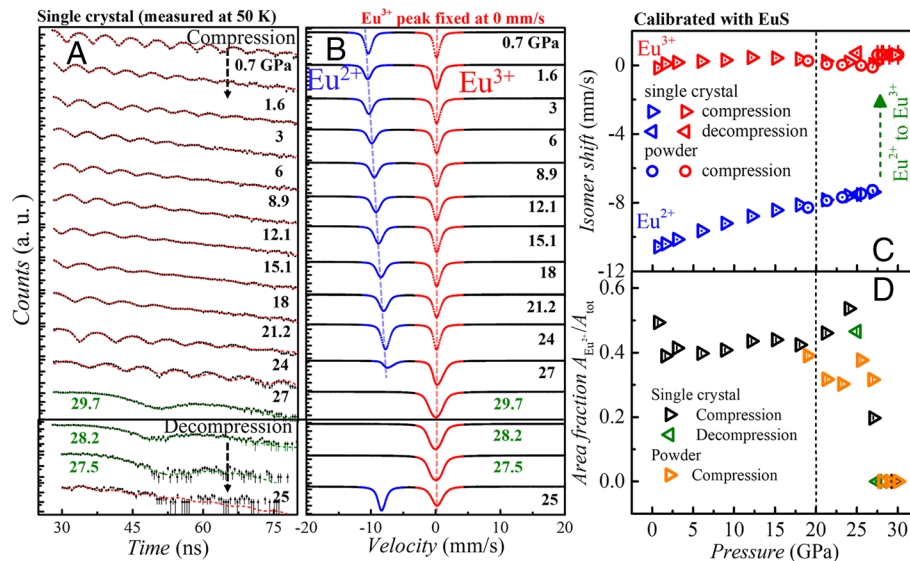 Single crystal (measured at 50 K)
Eu³⁺ peak fixed at 0 mm/s
Calibrated with EuS
A
Compression
0.7 GPa
1.6
3
6
8.9
12.1
15.1
18
21.2
24
27
29.7
Decompression
28.2
27.5
25
Counts (a. u.)
30 45 60 75
Time (ns)
B
Eu²⁺
Eu³⁺
0.7 GPa
1.6
3
6
8.9
12.1
15.1
18
21.2
24
27
29.7
28.2
27.5
25
-20 -10 0 10 20
Velocity (mm/s)
Eu³⁺
single crystal
compression
decompression
powder
compression
Eu²⁺ to Eu³⁺
Eu²⁺
C
0
-4
-8
-12
Isomer shift (mm/s)
D
0.6
0.4
0.2
0.0
Area fraction A Eu²⁺/A tot
Single crystal
Compression
Decompression
Powder
Compression
0 5 10 15 20 25 30
Pressure (GPa)